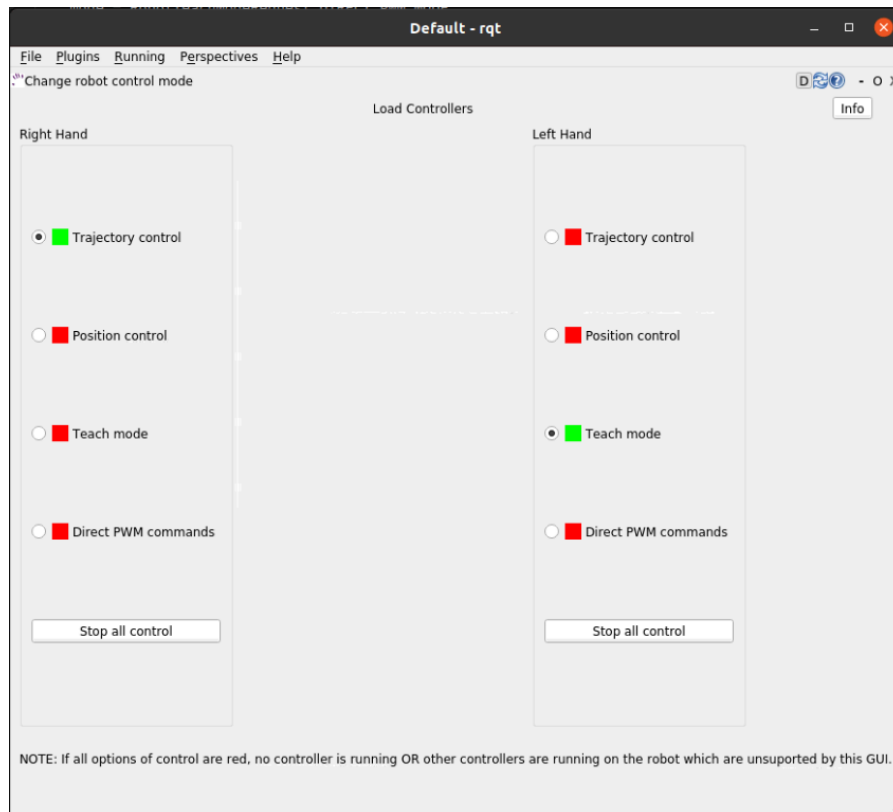 Default - rqt
File Plugins Running Perspectives Help
Change robot control mode
D - O
Load Controllers
Info
Right Hand
Left Hand
Trajectory control
Trajectory control
Position control
Position control
Teach mode
Teach mode
Direct PWM commands
Direct PWM commands
Stop all control
Stop all control
NOTE: If all options of control are red, no controller is running OR other controllers are running on the robot which are unsuported by this GUI.